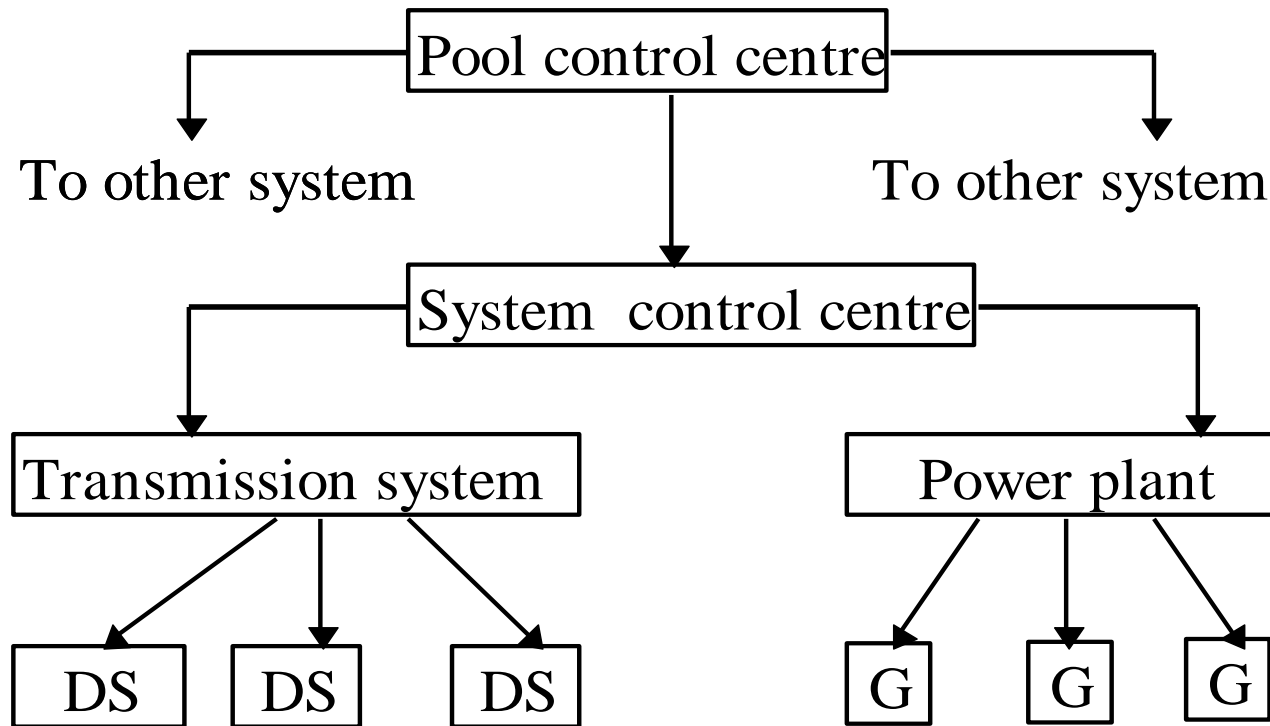 Pool control centre
To other system
To other system
System control centre
Transmission system
Power plant
DS
DS
DS
G
G
G